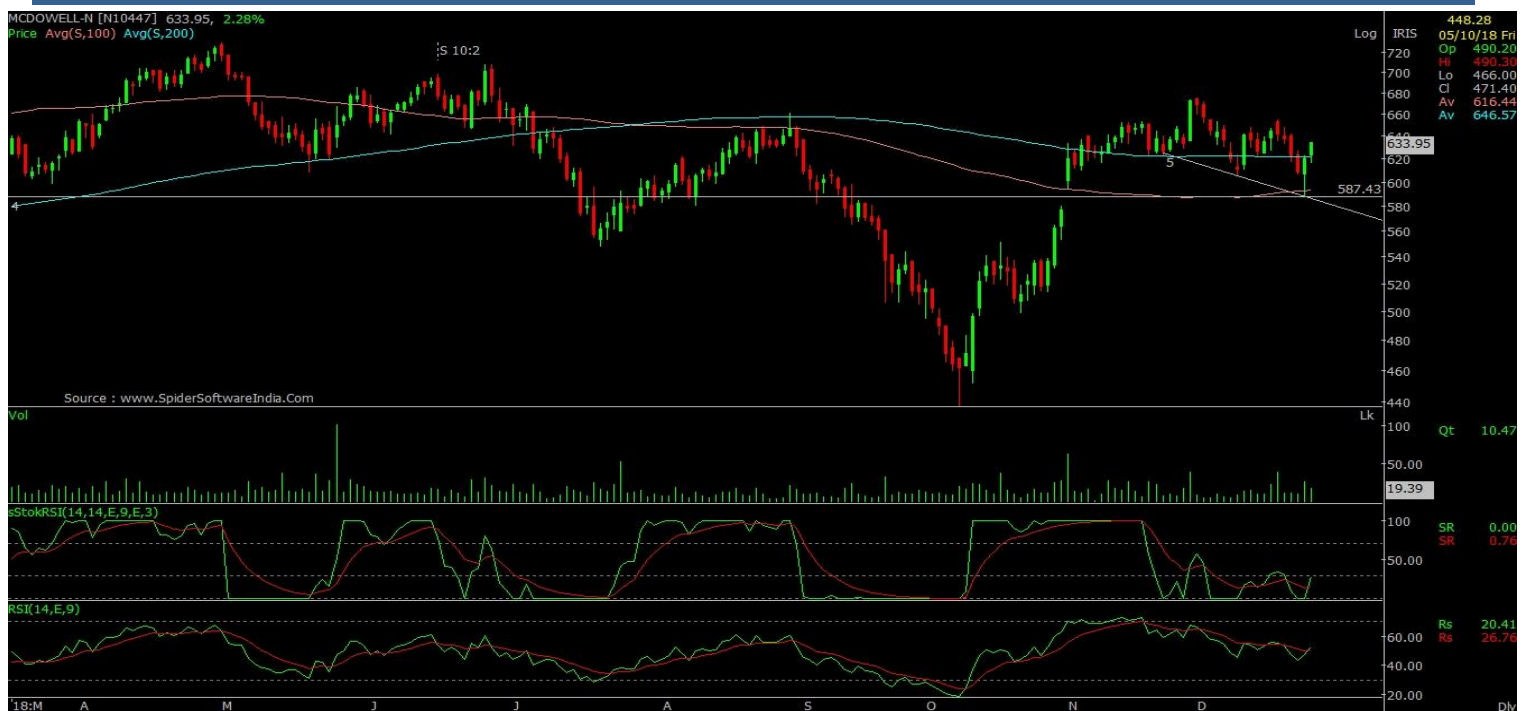 MCDOWELL-N [N10447] 633.95, 2.28%
Price Avg(S,100) Avg(S,200)
Log IRIS
448.28
05/10/18 Fri
Op 490.20
Hi 490.30
Lo 466.00
Cl 471.40
Av 616.44
Av 646.57
S 10:2
720
700
680
660
640
633.95
620
600
587.43
580
560
540
520
500
480
460
440
4
5
Source : www.SpiderSoftwareIndia.Com
Vol
Lk
100
50.00
19.39
Qt 10.47
sStokRSI(14,14,E,9,E,3)
100
50.00
SR 0.00
SR 0.76
RSI(14,E,9)
60.00
40.00
20.00
Rs 20.41
Rs 26.76
'18:M A M J J A S O N D Dly